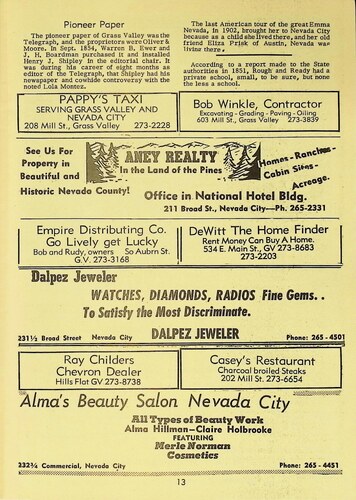 Pioneer Paper
The pioneer paper of Grass Valley was the
Telegraph, and the proprietors were Oliver &
Moore. In Sept. 1854, Warren B. Ewer and
J. H. Boardman purchased it and installed
Henry J. Shipley in the editorial chair. It
was during his career of eight months as
editor of the Telegraph, that Shipley had his
newspaper and cowhide controversy with the
noted Lola Montez.
The last American tour of the great Emma
Nevada, in 1902, brought her to Nevada City
because as a child she lived there, and her old
friend Eliza Prisk of Austin, Nevada was
living there.
According to a report made to the State
authorities in 1851, Rough and Ready had a
private school, small, to be sure, but none
the less a school.
PAPPY'S TAXI
SERVING GRASS VALLEY AND
NEVADA CITY
208 Mill St., Grass Valley 273-2228
Bob Winkle, Contractor
Excavating - Grading - Paving - Oiling
603 Mill St., Grass Valley 273-3839
See Us For
Property in
Beautiful and
Historic Nevada County!
ANEY REALTY
In the Land of the Pines
Homes-Ranches-
Cabin Sites-
Acreage.
Office in National Hotel Bldg.
211 Broad St., Nevada City—Ph. 265-2331
Empire Distributing Co.
Go Lively get Lucky
Bob and Rudy, owners So Auburn St.
G.V. 273-3168
DeWitt The Home Finder
Rent Money Can Buy A Home.
534 E. Main St., GV 273-8683
273-2203
Dalpez Jeweler
WATCHES, DIAMONDS, RADIOS Fine Gems..
To Satisfy the Most Discriminate.
DALPEZ JEWELER
231½ Broad Street Nevada City
Phone: 265 - 4501
Ray Childers
Chevron Dealer
Hills Flat GV 273-8738
Casey's Restaurant
Charcoal broiled Steaks
202 Mill St. 273-6654
Alma's Beauty Salon Nevada City
All Types of Beauty Work
Alma Hillman-Claire Holbrooke
FEATURING
Merle Norman
Cosmetics
332¾ Commercial, Nevada City
Phone: 265 - 4451
13